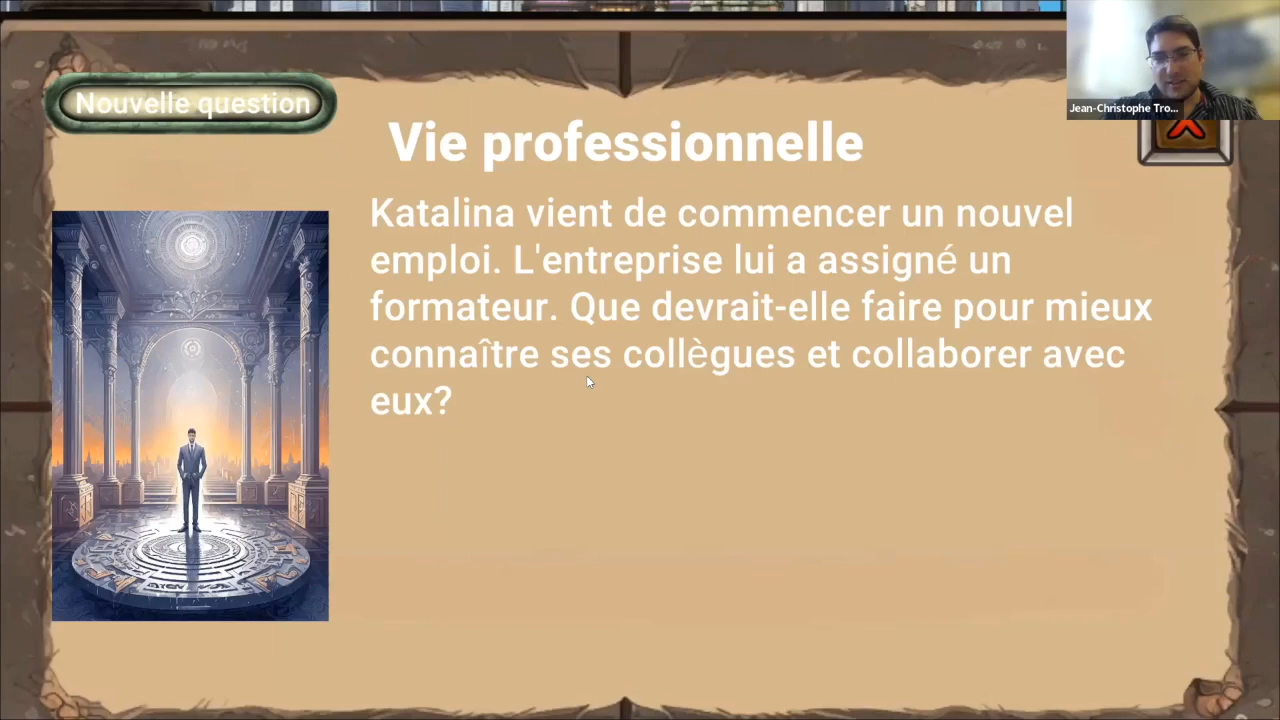 Nouvelle question
Jean-Christophe Tro...
Vie professionnelle
Katalina vient de commencer un nouvel
emploi. L'entreprise lui a assigné un
formateur. Que devrait-elle faire pour mieux
connaître ses collègues et collaborer avec
eux?